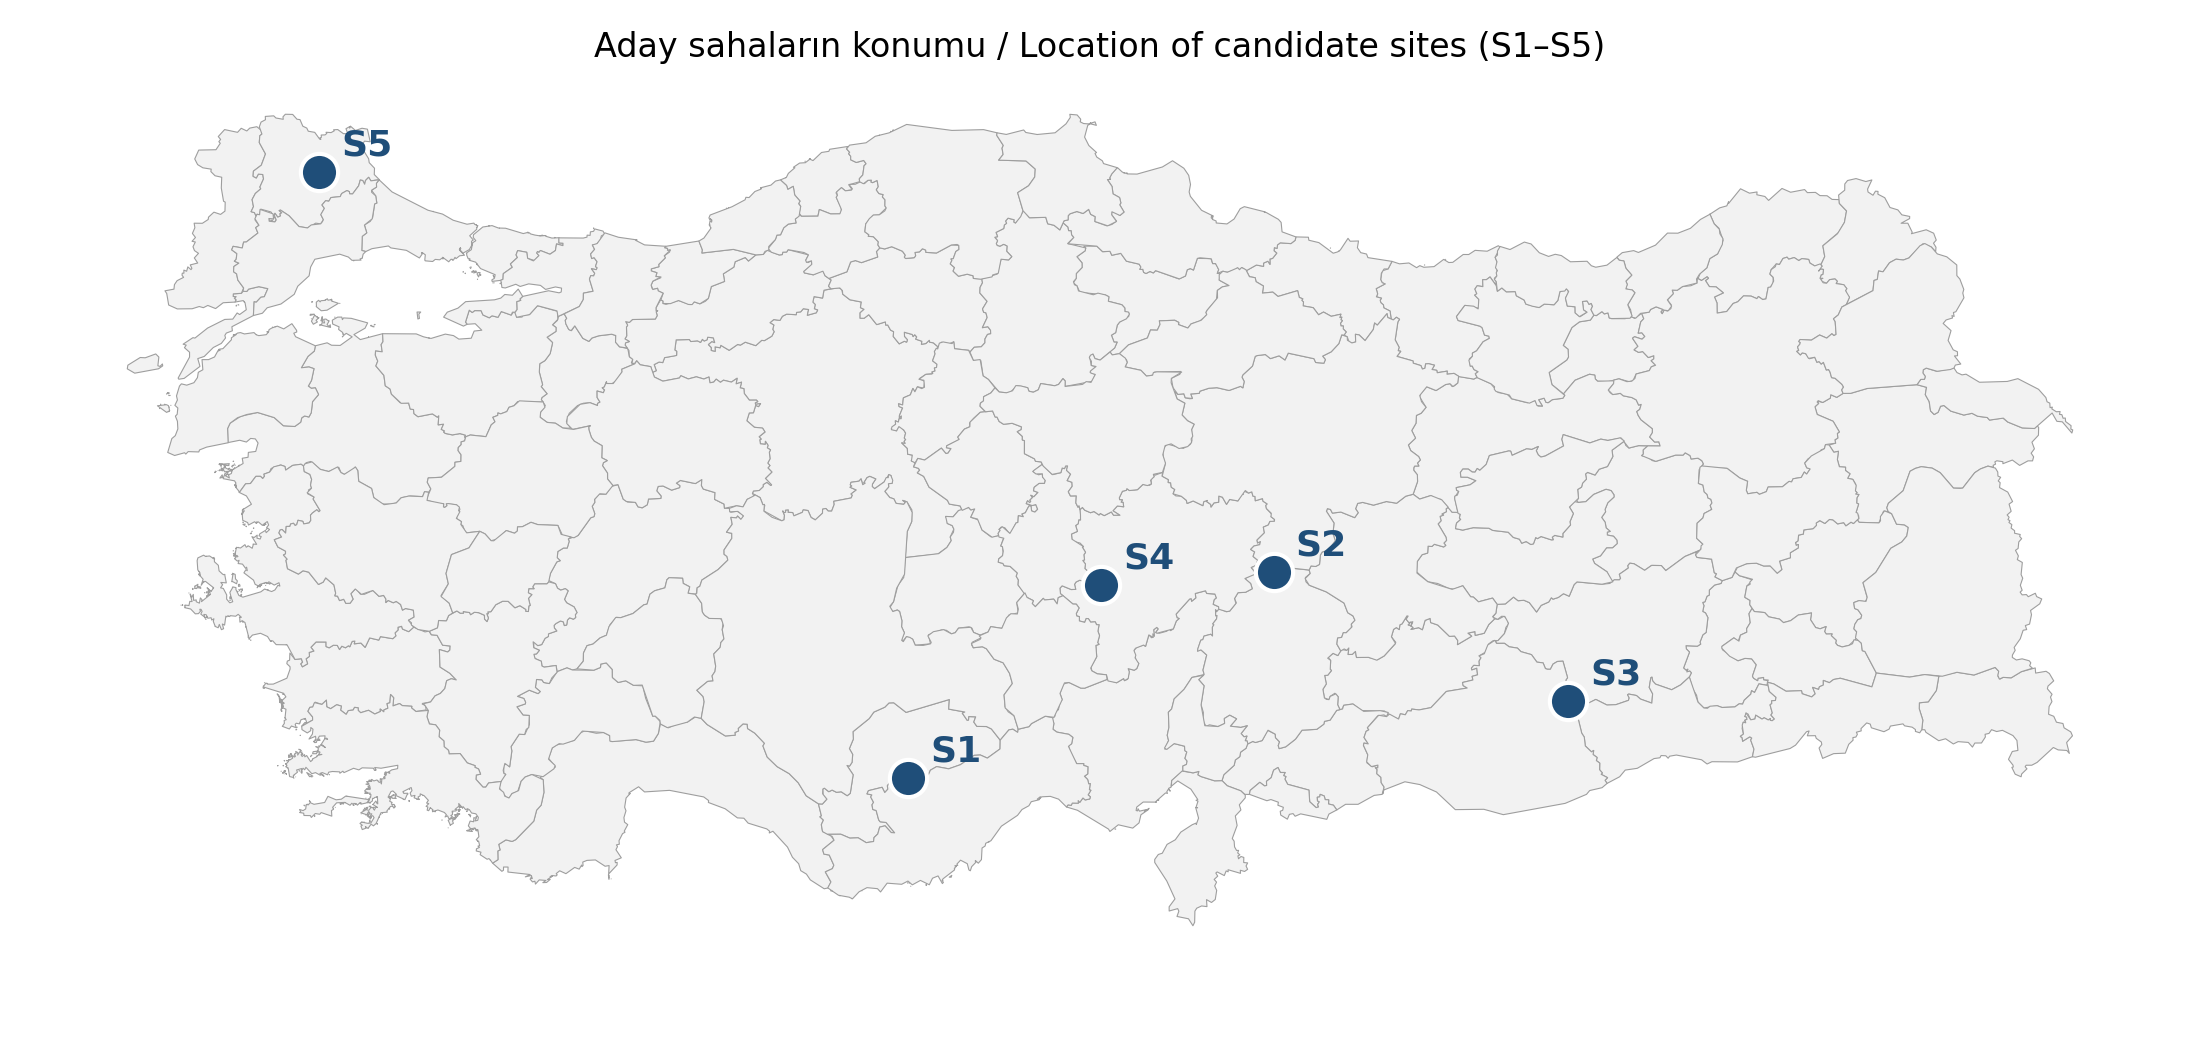 Aday sahaların konumu / Location of candidate sites (S1–S5)
S5
S2
S4
S3
S1